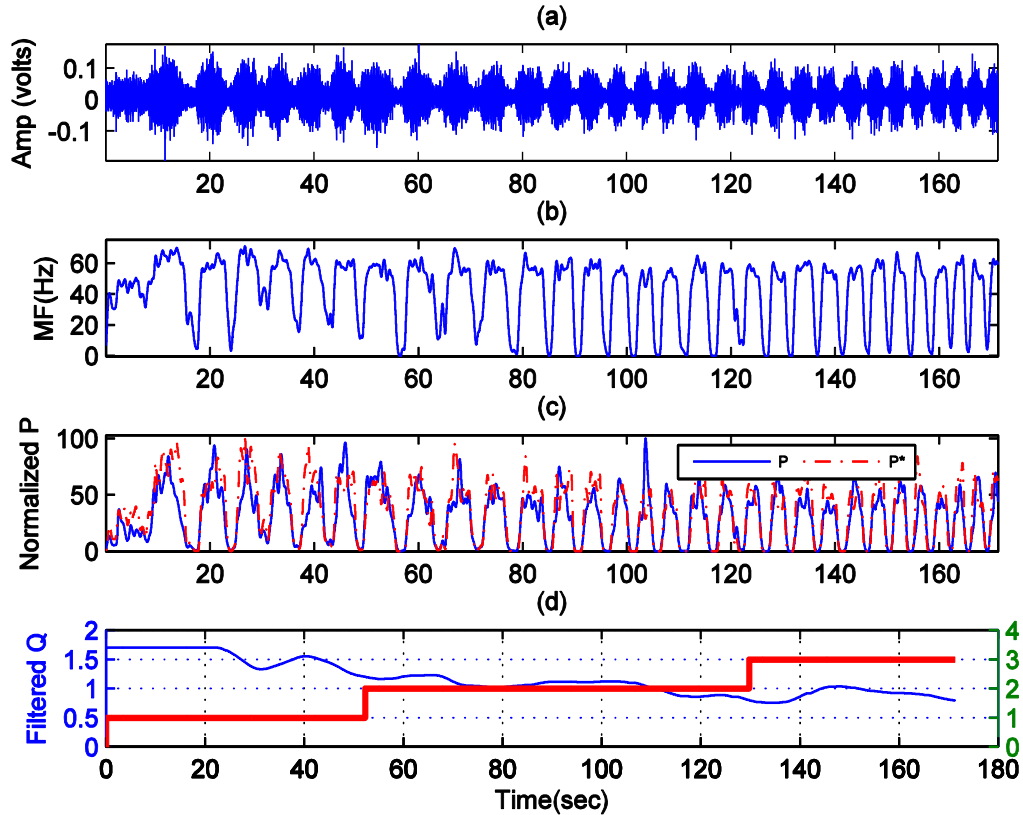 (a)
Amp (volts)
0.1
0
-0.1
20 40 60 80 100 120 140 160
(b)
MF(Hz)
60
40
20
0
20 40 60 80 100 120 140 160
(c)
Normalized P
100
50
0
P P*
20 40 60 80 100 120 140 160
(d)
Filtered Q
2 4
1.5 3
1 2
0.5 1
0 0
0 20 40 60 80 100 120 140 160 180
Time(sec)